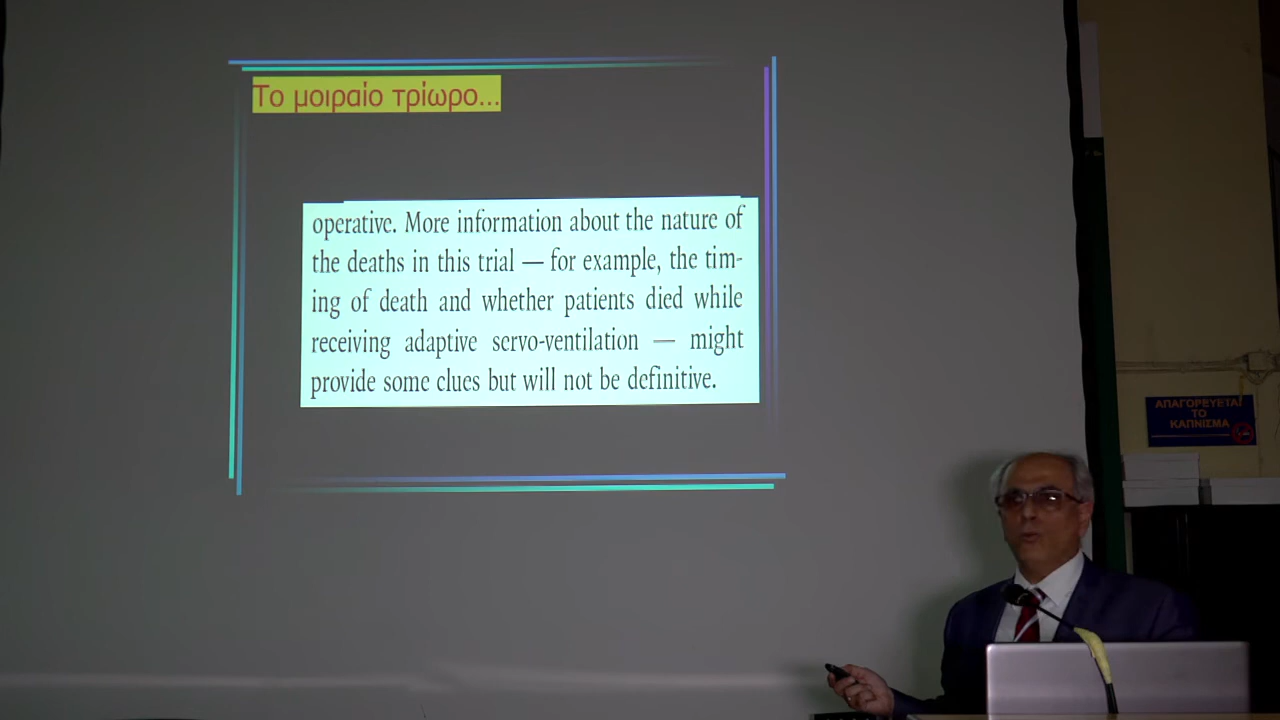 Το μοιραίο τρίωρο...
operative. More information about the nature of
the deaths in this trial — for example, the tim-
ing of death and whether patients died while
receiving adaptive servo-ventilation — might
provide some clues but will not be definitive.
ΑΠΑΓΟΡΕΥΕΤΑΙ
ΤΟ
ΚΑΠΝΙΣΜΑ